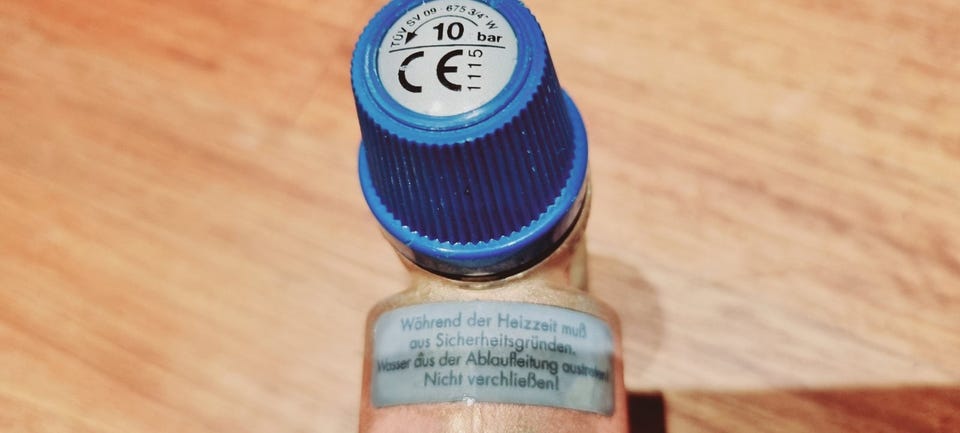 TÜV SV 09 · 675 3/4" W
10 bar
CE 1115
Während der Heizzeit muß
aus Sicherheitsgründen
Wasser aus der Ablaufleitung austreten!
Nicht verchließen!